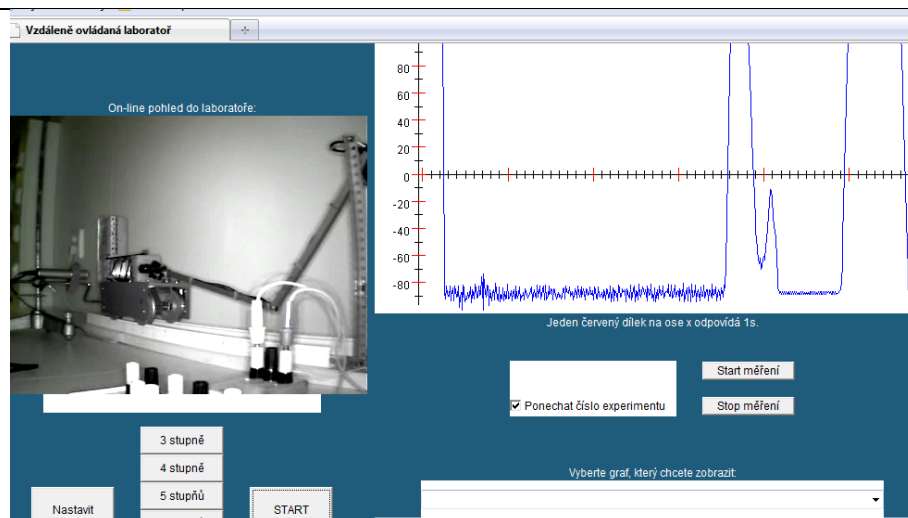 Vzdáleně ovládaná laboratoř
On-line pohled do laboratoře:
80
60
40
20
0
-20
-40
-60
-80
Jeden červený dílek na ose x odpovídá 1s.
Start měření
Ponechat číslo experimentu
Stop měření
3 stupně
4 stupně
5 stupňů
Nastavit
START
Vyberte graf, který chcete zobrazit: